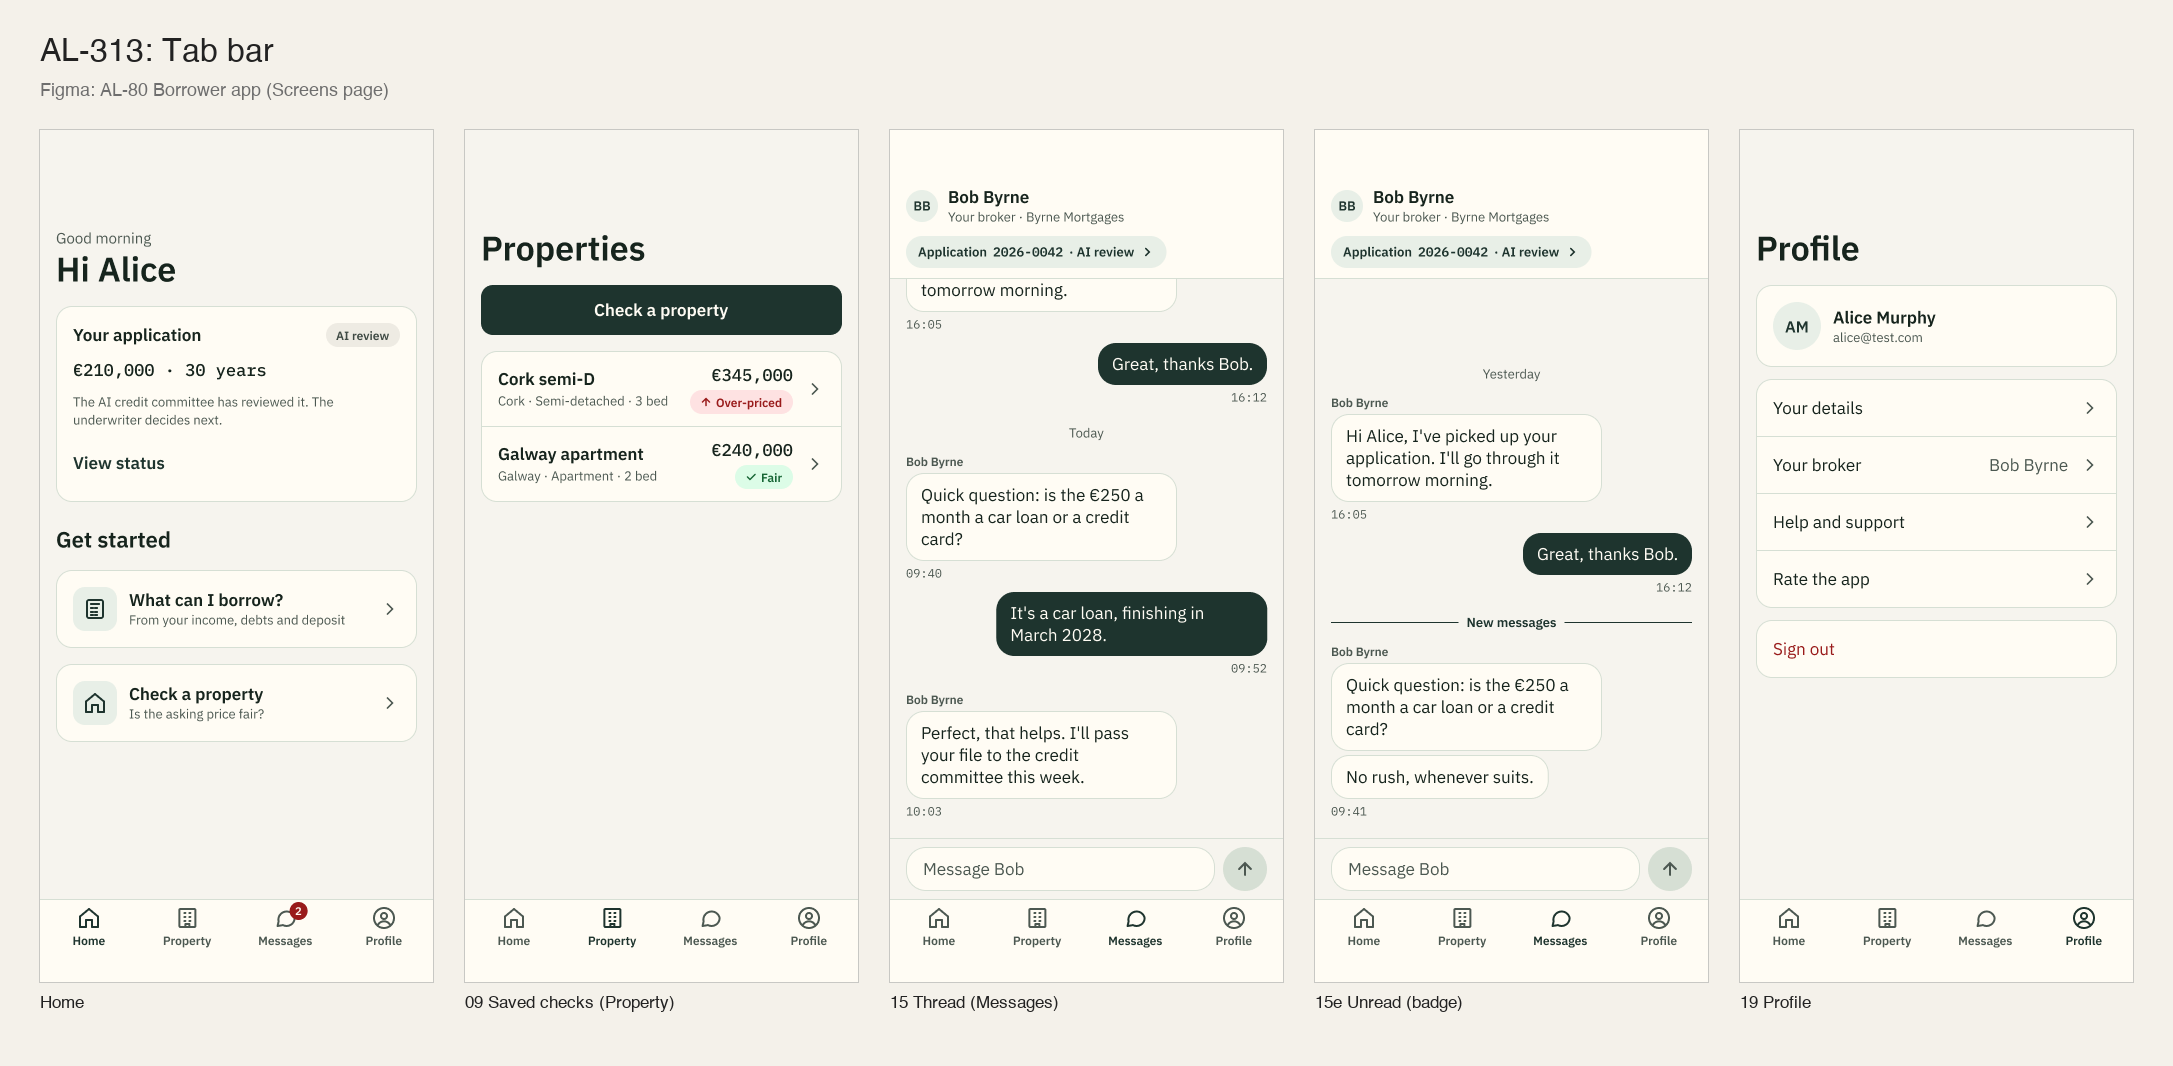 AL-313: Tab bar
Figma: AL-80 Borrower app (Screens page)
Good morning
Hi Alice
Your application
AI review
€210,000 · 30 years
The AI credit committee has reviewed it. The
underwriter decides next.
View status
Get started
What can I borrow?
From your income, debts and deposit
Check a property
Is the asking price fair?
2
Home
Property
Messages
Profile
Home
Properties
Check a property
Cork semi-D
€345,000
Cork · Semi-detached · 3 bed
Over-priced
Galway apartment
€240,000
Galway · Apartment · 2 bed
Fair
Home
Property
Messages
Profile
09 Saved checks (Property)
BB
Bob Byrne
Your broker · Byrne Mortgages
Application 2026-0042 · AI review
tomorrow morning.
16:05
Great, thanks Bob.
16:12
Today
Bob Byrne
Quick question: is the €250 a
month a car loan or a credit
card?
09:40
It's a car loan, finishing in
March 2028.
09:52
Bob Byrne
Perfect, that helps. I'll pass
your file to the credit
committee this week.
10:03
Message Bob
Home
Property
Messages
Profile
15 Thread (Messages)
BB
Bob Byrne
Your broker · Byrne Mortgages
Application 2026-0042 · AI review
Yesterday
Bob Byrne
Hi Alice, I've picked up your
application. I'll go through it
tomorrow morning.
16:05
Great, thanks Bob.
16:12
New messages
Bob Byrne
Quick question: is the €250 a
month a car loan or a credit
card?
No rush, whenever suits.
09:41
Message Bob
Home
Property
Messages
Profile
15e Unread (badge)
Profile
AM
Alice Murphy
alice@test.com
Your details
Your broker
Bob Byrne
Help and support
Rate the app
Sign out
Home
Property
Messages
Profile
19 Profile